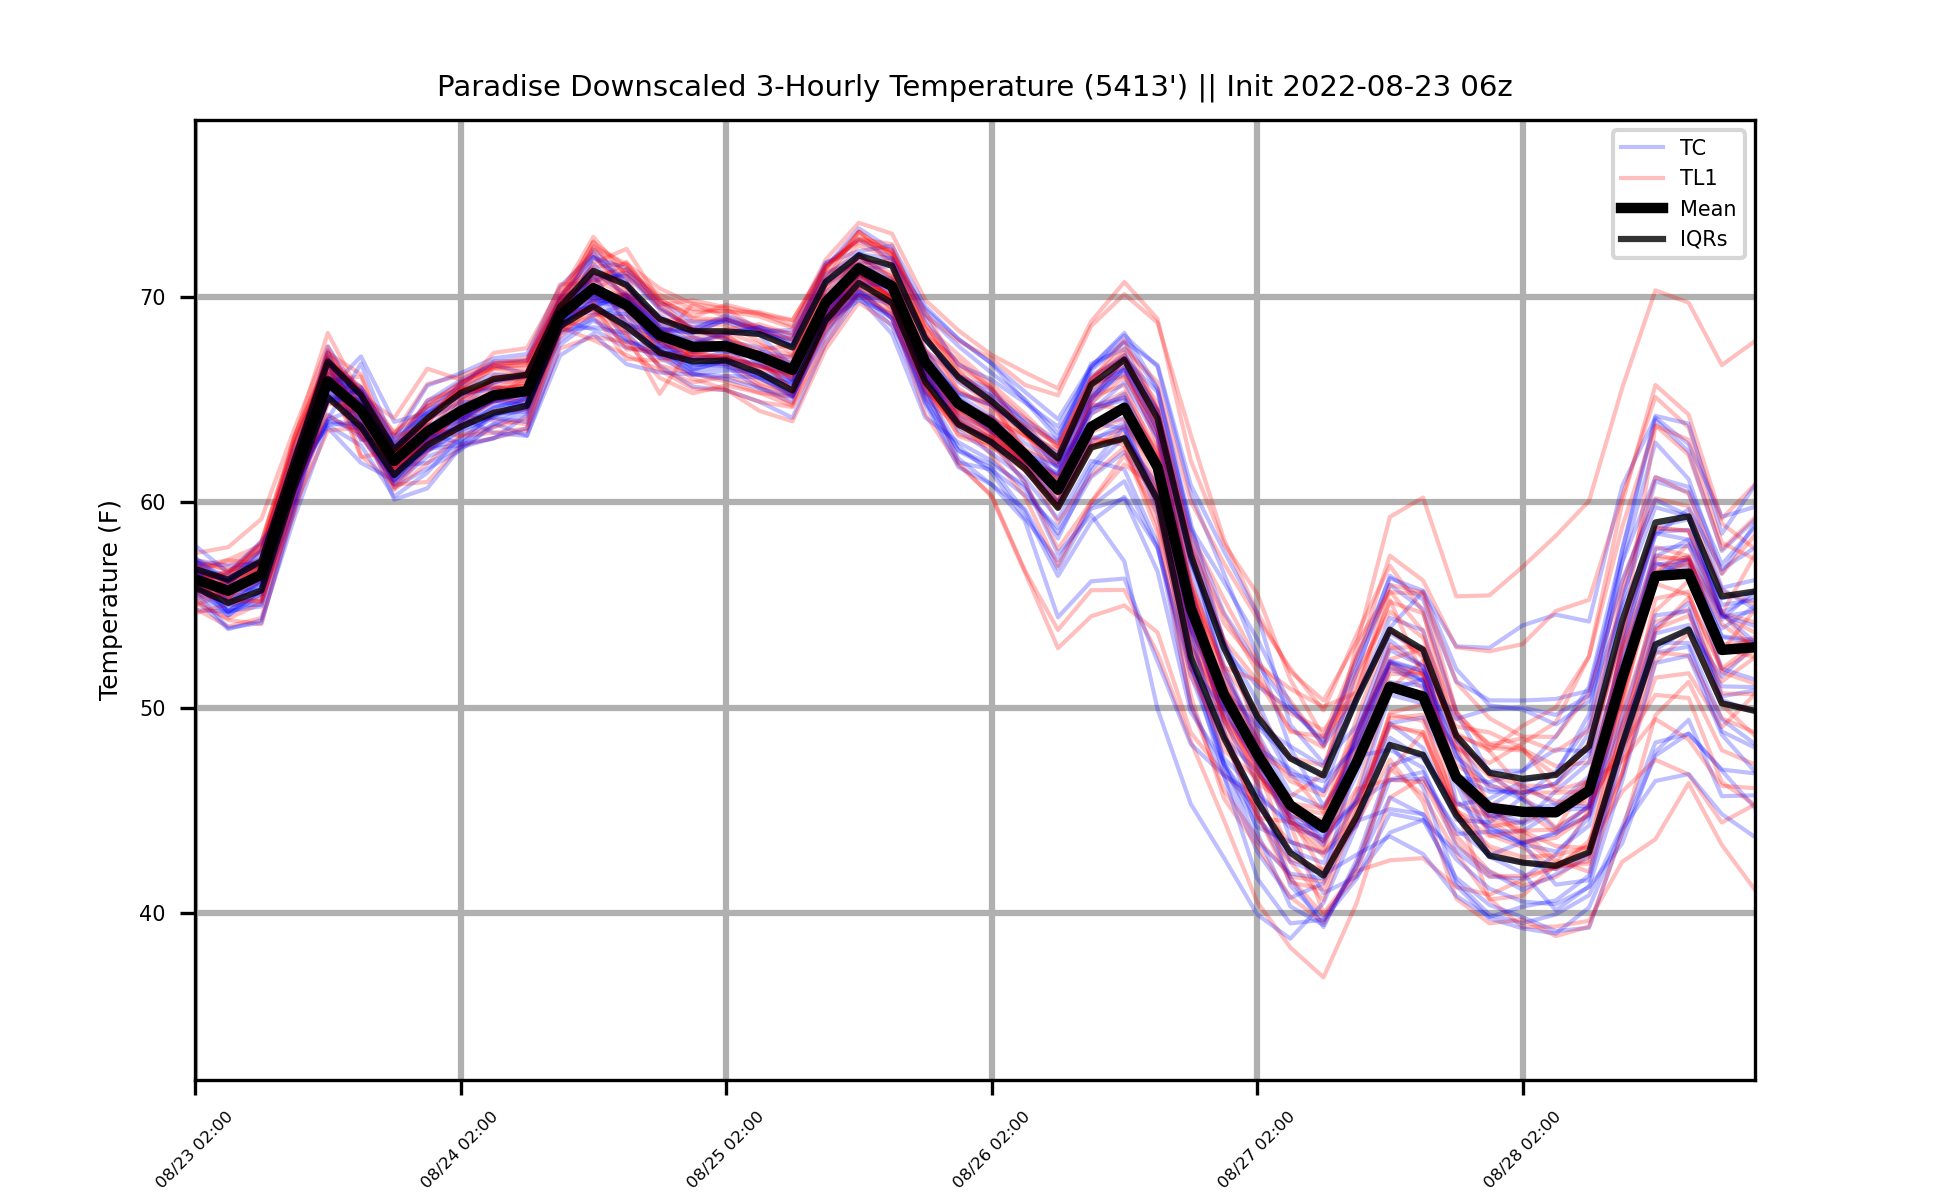 Paradise Downscaled 3-Hourly Temperature (5413') || Init 2022-08-23 06z
TC
TL1
Mean
IQRs
Temperature (F)
70
60
50
40
08/23 02:00
08/24 02:00
08/25 02:00
08/26 02:00
08/27 02:00
08/28 02:00